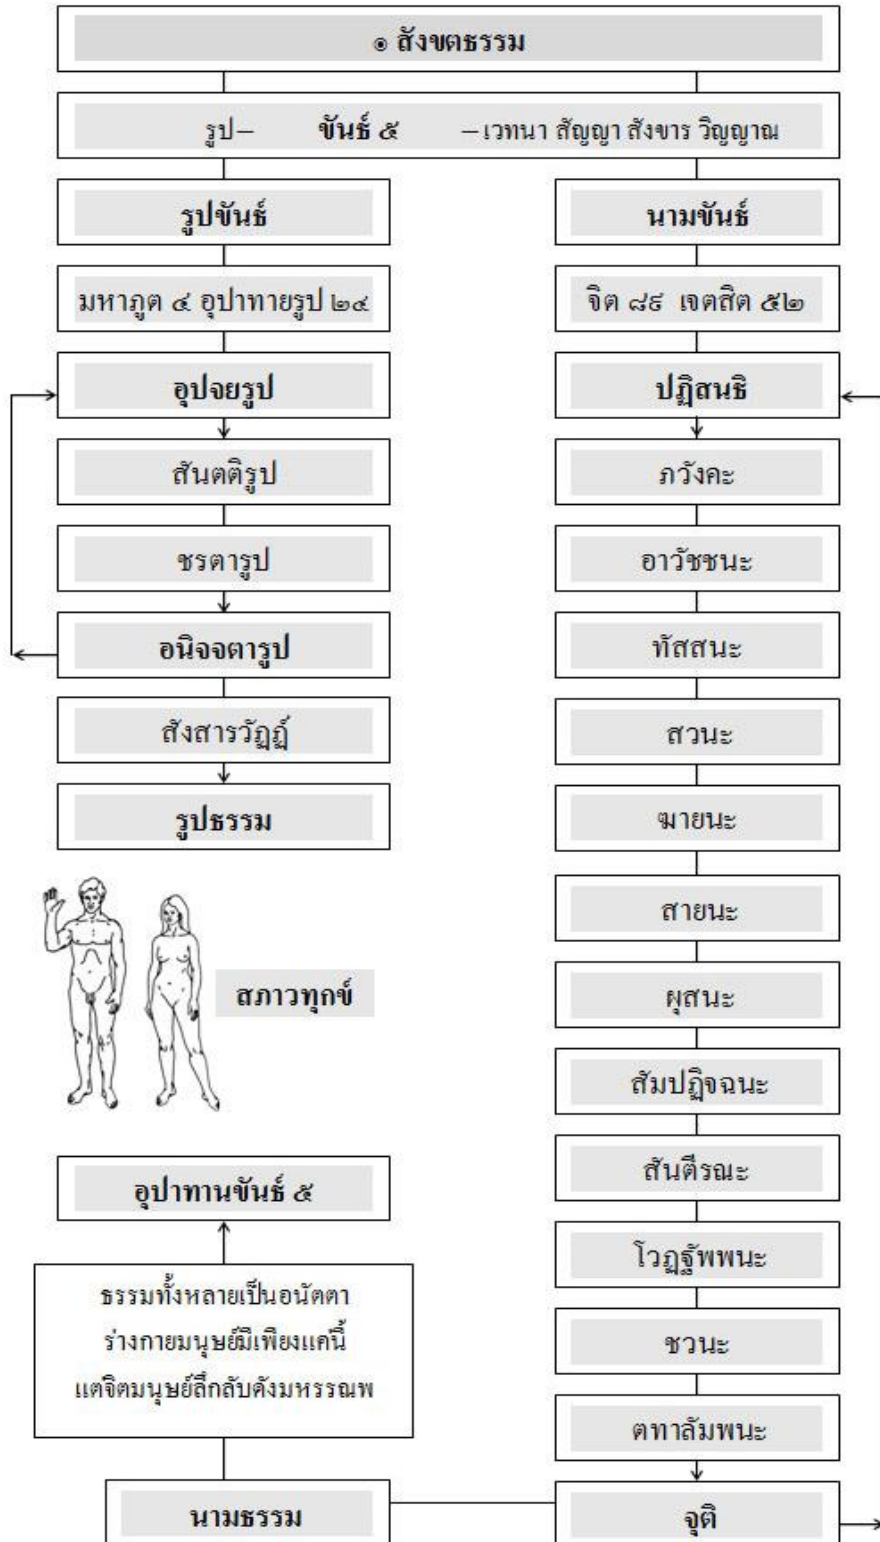 ๏ สังขตธรรม
รูป– ขันธ์ ๕ –เวทนา สัญญา สังขาร วิญญาณ
รูปขันธ์
มหาภูต ๔ อุปาทายรูป ๒๔
อุปจยรูป
สันตติรูป
ชรตารูป
อนิจจตารูป
สังสารวัฏฏ์
รูปธรรม
สภาวทุกข์
อุปาทานขันธ์ ๕
ธรรมทั้งหลายเป็นอนัตตา
ร่างกายมนุษย์มีเพียงแค่นี้
แต่จิตมนุษย์ลึกลับดังมหรรณพ
นามธรรม
นามขันธ์
จิต ๘๙ เจตสิต ๕๒
ปฏิสนธิ
ภวังคะ
อาวัชชนะ
ทัสสนะ
สวนะ
ฆายนะ
สายนะ
ผุสนะ
สัมปฏิจฉนะ
สันตีรณะ
โวฏฐัพพนะ
ชวนะ
ตทาลัมพนะ
จุติ